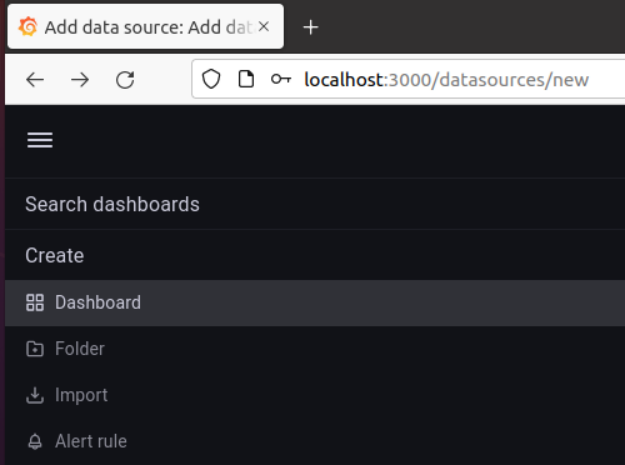 Add data source: Add dat
localhost:3000/datasources/new
Search dashboards
Create
Dashboard
Folder
Import
Alert rule